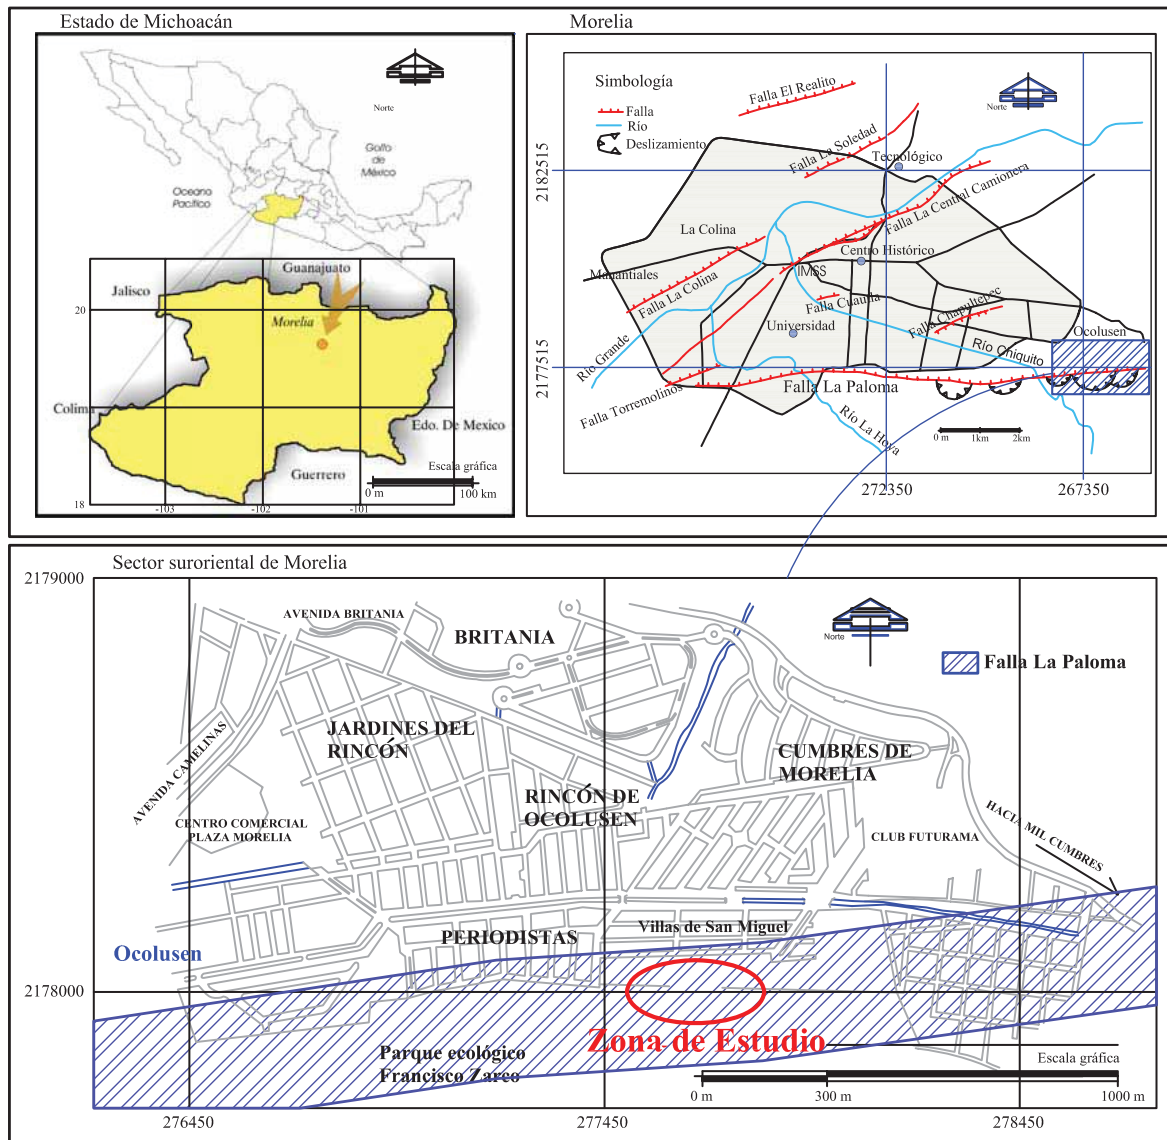 Estado de Michoacán
Norte
Golfo
de
México
Oceano
Pacífico
Guanajuato
Jalisco
20
Morelia
Colima
Edo. De Mexico
Guerrero
Escala gráfica
0 m
100 km
18
-103
-102
-101
Morelia
Simbología
Falla
Río
Deslizamiento
Norte
Falla El Realito
Falla La Soledad
Tecnológico
2182515
Falla La Central Camionera
La Colina
Centro Histórico
Manantiales
IMSS
Falla La Colina
Falla Cuautla
Falla Chapultepec
Universidad
Ocolusen
Río Grande
Río Chiquito
2177515
Falla La Paloma
Falla Torremolinos
Río La Hoya
0 m
1km
2km
272350
267350
Sector suroriental de Morelia
2179000
AVENIDA BRITANIA
BRITANIA
Norte
Falla La Paloma
JARDINES DEL
RINCÓN
AVENIDA CAMELINAS
CUMBRES DE
MORELIA
RINCÓN DE
OCOLUSEN
CENTRO COMERCIAL
PLAZA MORELIA
CLUB FUTURAMA
HACIA MIL CUMBRES
Villas de San Miguel
PERIODISTAS
Ocolusen
2178000
Zona de Estudio
Parque ecológico
Francisco Zarco
Escala gráfica
0 m
300 m
1000 m
276450
277450
278450